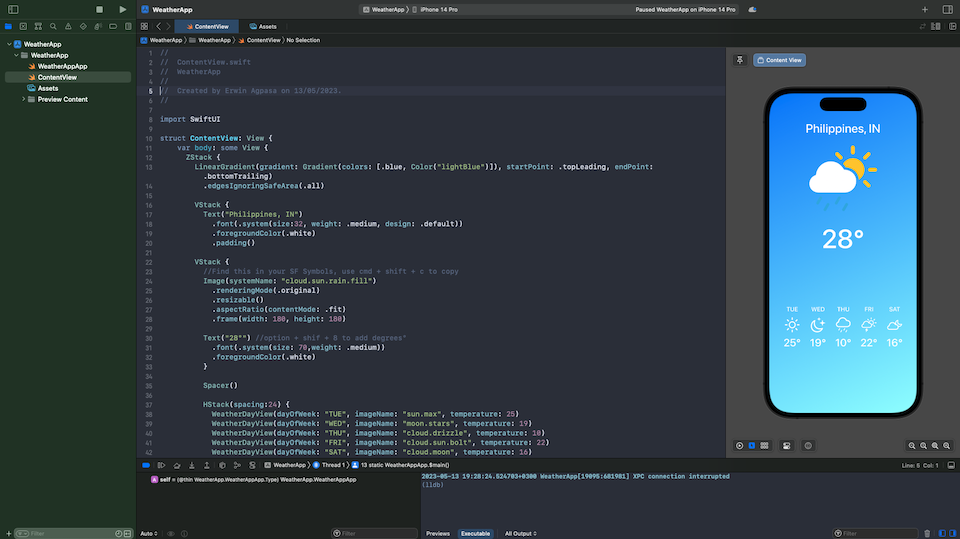 WeatherApp
WeatherApp
iPhone 14 Pro
Paused WeatherApp on iPhone 14 Pro
ContentView
Assets
WeatherApp
WeatherApp
ContentView
No Selection
WeatherApp
WeatherApp
WeatherAppApp
ContentView
Assets
Preview Content
1 //
2 // ContentView.swift
3 // WeatherApp
4 //
5 // Created by Erwin Agpasa on 13/05/2023.
6 //
7
8 import SwiftUI
9
10 struct ContentView: View {
11 var body: some View {
12 ZStack {
13 LinearGradient(gradient: Gradient(colors: [.blue, Color("lightBlue")]), startPoint: .topLeading, endPoint:
.bottomTrailing)
14 .edgesIgnoringSafeArea(.all)
15
16 VStack {
17 Text("Philippines, IN")
18 .font(.system(size:32, weight: .medium, design: .default))
19 .foregroundColor(.white)
20 .padding()
21
22 VStack {
23 //Find this in your SF Symbols, use cmd + shift + c to copy
24 Image(systemName: "cloud.sun.rain.fill")
25 .renderingMode(.original)
26 .resizable()
27 .aspectRatio(contentMode: .fit)
28 .frame(width: 180, height: 180)
29
30 Text("28°") //option + shif + 8 to add degrees"
31 .font(.system(size: 70,weight: .medium))
32 .foregroundColor(.white)
33 }
34
35 Spacer()
36
37 HStack(spacing:24) {
38 WeatherDayView(dayOfWeek: "TUE", imageName: "sun.max", temperature: 25)
39 WeatherDayView(dayOfWeek: "WED", imageName: "moon.stars", temperature: 19)
40 WeatherDayView(dayOfWeek: "THU", imageName: "cloud.drizzle", temperature: 10)
41 WeatherDayView(dayOfWeek: "FRI", imageName: "cloud.sun.bolt", temperature: 22)
42 WeatherDayView(dayOfWeek: "SAT", imageName: "cloud.moon", temperature: 16)
Content View
Philippines, IN
28°
TUE WED THU FRI SAT
25° 19° 10° 22° 16°
WeatherApp
Thread 1
13 static WeatherAppApp.$main()
Line: 5 Col: 1
A self = (@thin WeatherApp.WeatherAppApp.Type) WeatherApp.WeatherAppApp
2023-05-13 19:28:24.524703+0300 WeatherApp[19095:681981] XPC connection interrupted
(lldb)
Filter
Auto
Filter
Previews
Executable
All Output
Filter